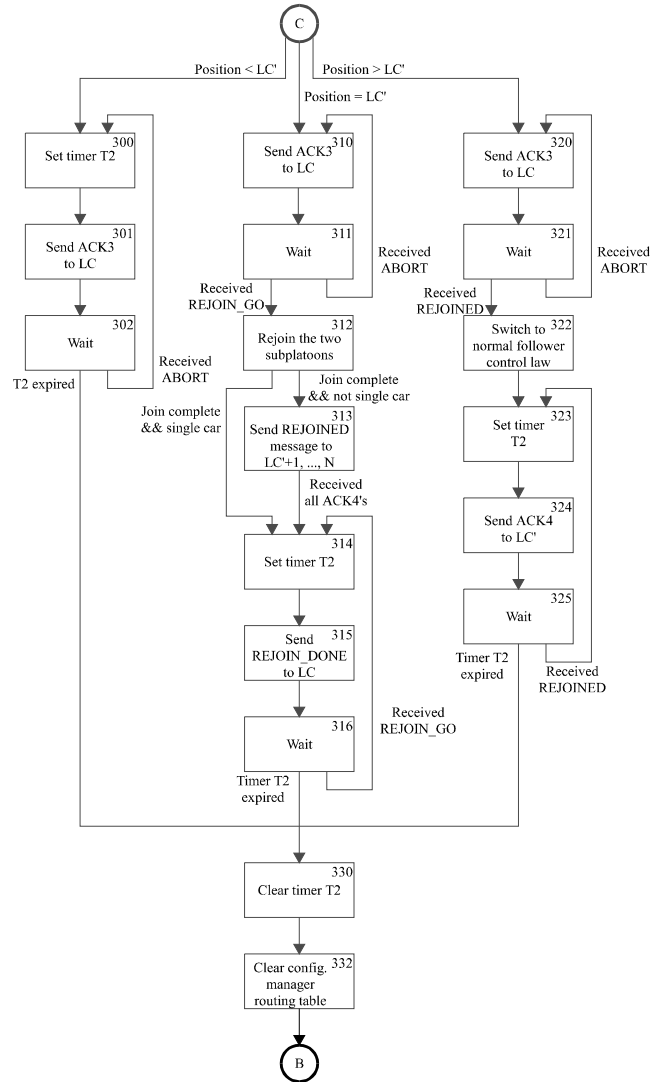 C
Position < LC'
Position > LC'
Position = LC'
300
Set timer T2
301
Send ACK3
to LC
302
Wait
T2 expired
Received
ABORT
310
Send ACK3
to LC
311
Wait
Received
ABORT
Received
REJOIN_GO
312
Rejoin the two
subplatoons
Join complete
&& single car
Join complete
&& not single car
313
Send REJOINED
message to
LC'+1, ..., N
Received
all ACK4's
314
Set timer T2
315
Send
REJOIN_DONE
to LC
316
Wait
Received
REJOIN_GO
Timer T2
expired
320
Send ACK3
to LC
321
Wait
Received
ABORT
Received
REJOINED
322
Switch to
normal follower
control law
323
Set timer
T2
324
Send ACK4
to LC'
325
Wait
Timer T2
expired
Received
REJOINED
330
Clear timer T2
332
Clear config.
manager
routing table
B